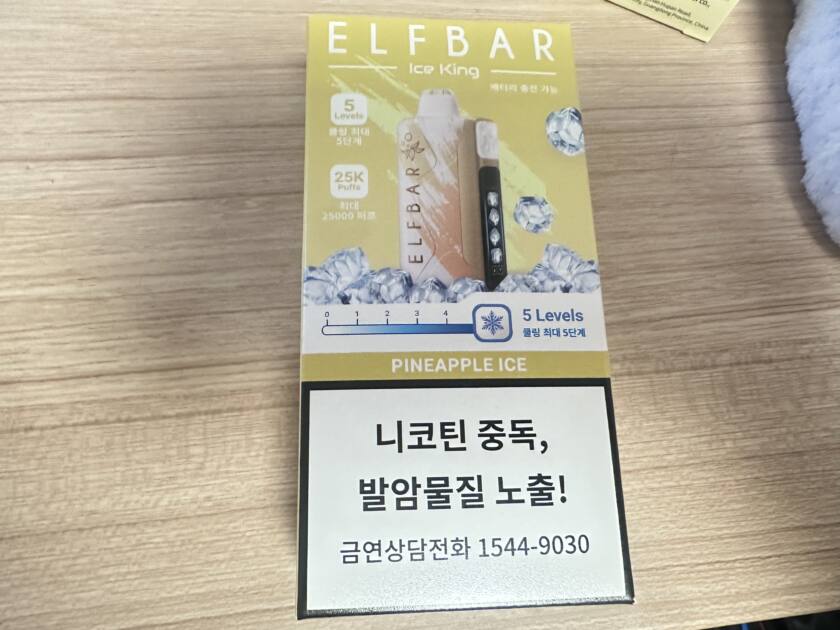 Guangdong Province, China
ELFBAR
Ice King
배터리 충전 가능
5
Levels
쿨링 최대
5단계
25K
Puffs
최대
25000 퍼프
ELFBAR
0 1 2 3 4
5 Levels
쿨링 최대 5단계
PINEAPPLE ICE
니코틴 중독,
발암물질 노출!
금연상담전화 1544-9030